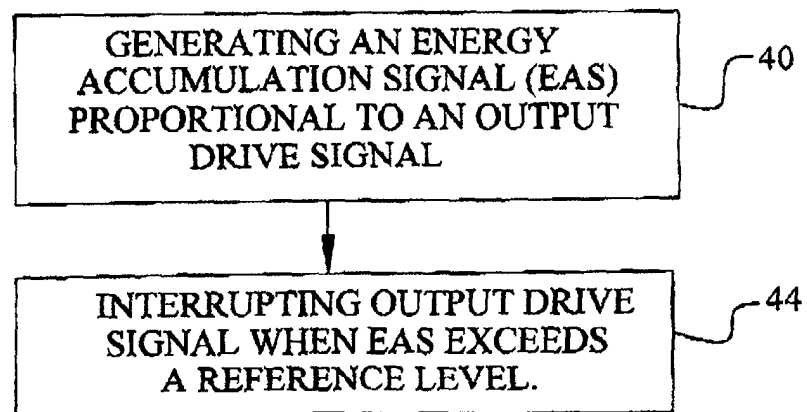 GENERATING AN ENERGY
ACCUMULATION SIGNAL (EAS)
PROPORTIONAL TO AN OUTPUT
DRIVE SIGNAL
40
INTERRUPTING OUTPUT DRIVE
SIGNAL WHEN EAS EXCEEDS
A REFERENCE LEVEL.
44